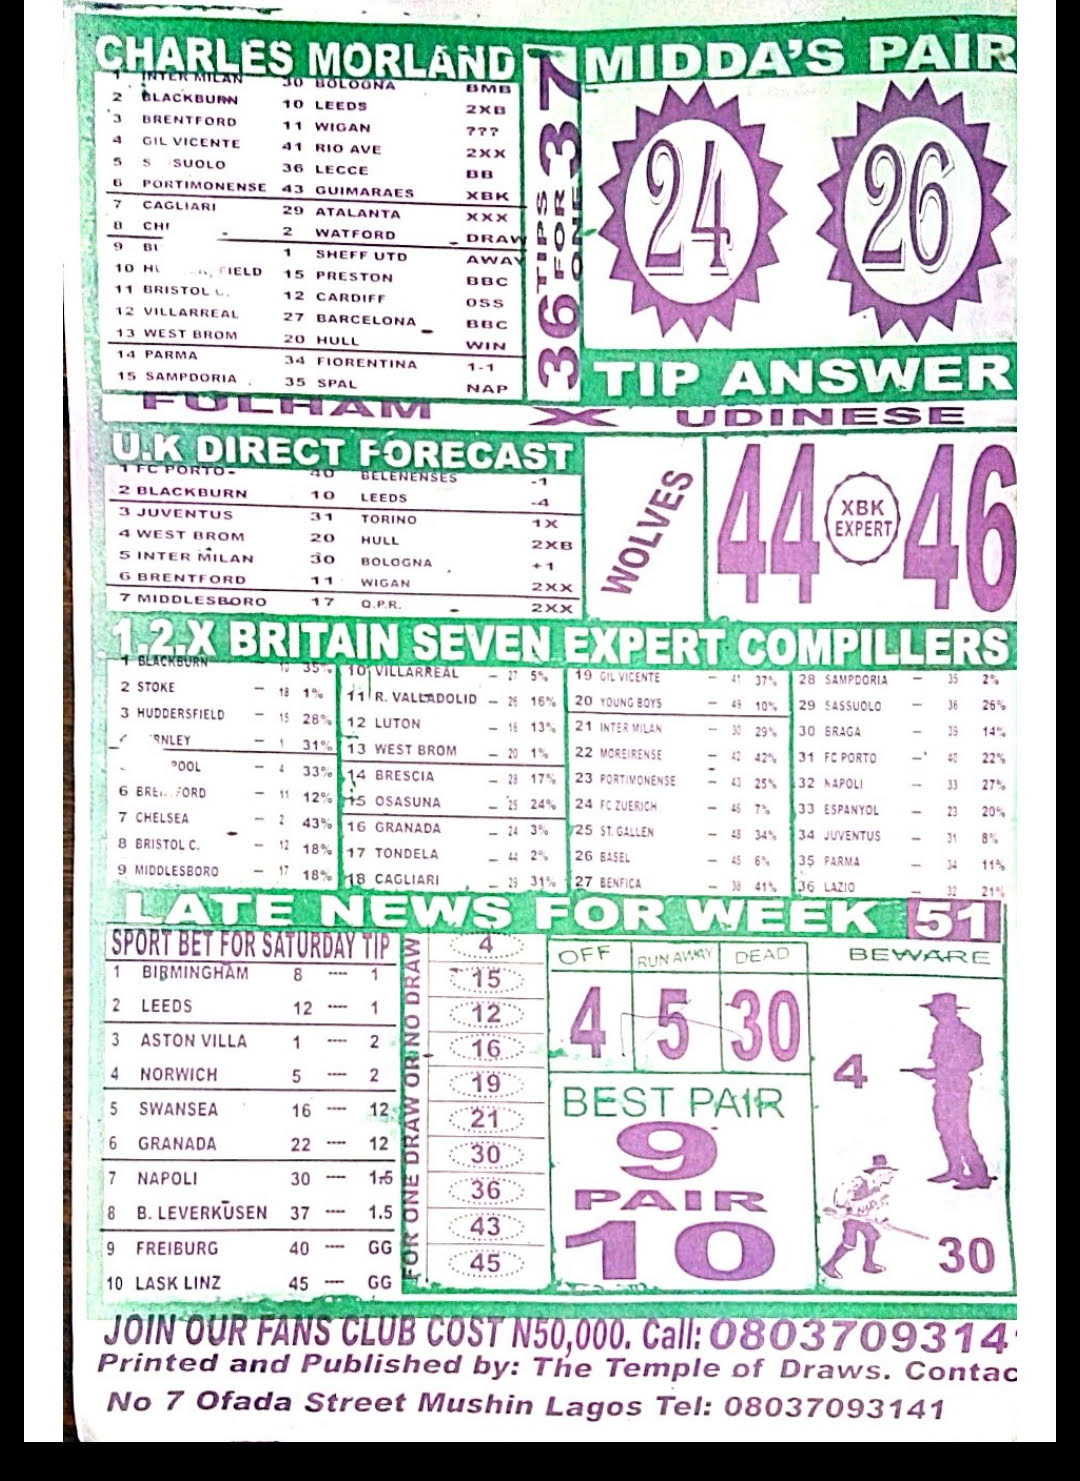 CHARLES MORLAND
1 INTER MILAN 30 BOLOGNA BMB
2 BLACKBURN 10 LEEDS 2XB
3 BRENTFORD 11 WIGAN ???
4 GIL VICENTE 41 RIO AVE 2XX
5 S SUOLO 36 LECCE BB
6 PORTIMONENSE 43 GUIMARAES XBK
7 CAGLIARI 29 ATALANTA XXX
8 CH 2 WATFORD DRAW
9 1 SHEFF UTD AWAY
10 FIELD 15 PRESTON BBC
11 BRISTOL C. 12 CARDIFF OSS
12 VILLARREAL 27 BARCELONA BBC
13 WEST BROM 20 HULL WIN
14 PARMA 34 FIORENTINA 1-1
15 SAMPDORIA 35 SPAL NAP
36 TIPS FOR ONE 37
MIDDA'S PAIR
24 26
TIP ANSWER
FULHAM X UDINESE
U.K DIRECT FORECAST
1 FC PORTO 40 BELENENSES -1
2 BLACKBURN 10 LEEDS -4
3 JUVENTUS 31 TORINO 1X
4 WEST BROM 20 HULL 2XB
5 INTER MILAN 30 BOLOGNA +1
6 BRENTFORD 11 WIGAN 2XX
7 MIDDLESBORO 17 Q.P.R. 2XX
WOLVES
44 XBK EXPERT 46
1.2.X BRITAIN SEVEN EXPERT COMPILLERS
1 BLACKBURN 10 35%
2 STOKE – 18 1%
3 HUDDERSFIELD – 15 28%
RNLEY – 1 31%
POOL – 4 33%
6 BRE FORD – 11 12%
7 CHELSEA – 2 43%
8 BRISTOL C. – 12 18%
9 MIDDLESBORO – 17 18%
10 VILLARREAL – 27 5%
11 R. VALLADOLID – 26 16%
12 LUTON – 16 13%
13 WEST BROM – 20 1%
14 BRESCIA – 28 17%
15 OSASUNA – 25 24%
16 GRANADA – 24 3%
17 TONDELA – 44 2%
18 CAGLIARI – 29 31%
19 GIL VICENTE – 41 37%
20 YOUNG BOYS – 49 10%
21 INTER MILAN – 30 29%
22 MOREIRENSE – 42 42%
23 PORTIMONENSE – 43 25%
24 FC ZUERICH – 46 7%
25 ST. GALLEN – 48 34%
26 BASEL – 45 6%
27 BENFICA – 38 41%
28 SAMPDORIA – 35 2%
29 SASSUOLO – 36 26%
30 BRAGA – 39 14%
31 FC PORTO – 40 22%
32 NAPOLI – 33 27%
33 ESPANYOL – 23 20%
34 JUVENTUS – 31 8%
35 PARMA – 34 11%
36 LAZIO – 32 21%
LATE NEWS FOR WEEK 51
SPORT BET FOR SATURDAY TIP
1 BIRMINGHAM 8 ---- 1
2 LEEDS 12 ---- 1
3 ASTON VILLA 1 ---- 2
4 NORWICH 5 ---- 2
5 SWANSEA 16 ---- 12
6 GRANADA 22 ---- 12
7 NAPOLI 30 ---- 1.5
8 B. LEVERKUSEN 37 ---- 1.5
9 FREIBURG 40 ---- GG
10 LASK LINZ 45 ---- GG
FOR ONE DRAW OR NO DRAW
4
15
12
16
19
21
30
36
43
45
OFF RUN AWAY DEAD
4 5 30
BEST PAIR
9
PAIR
10
BEWARE
4
30
JOIN OUR FANS CLUB COST N50,000. Call: 0803709314
Printed and Published by: The Temple of Draws. Contac
No 7 Ofada Street Mushin Lagos Tel: 08037093141